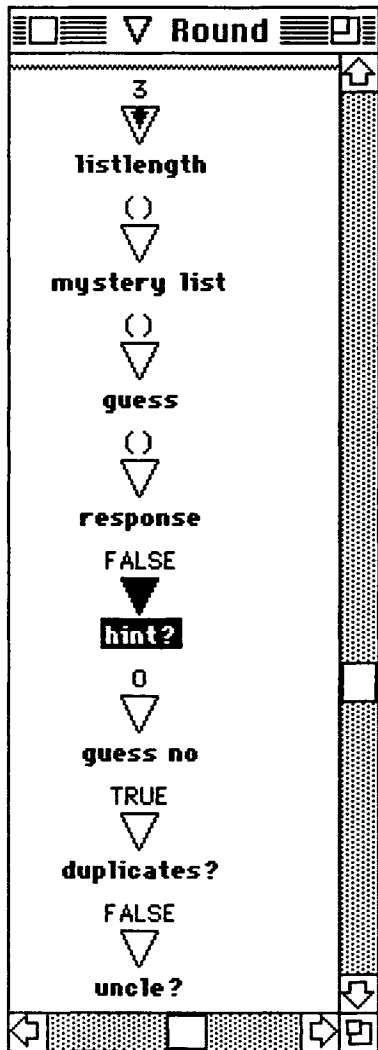 Round
3
listlength
()
mystery list
()
guess
()
response
FALSE
hint?
0
guess no
TRUE
duplicates?
FALSE
uncle?